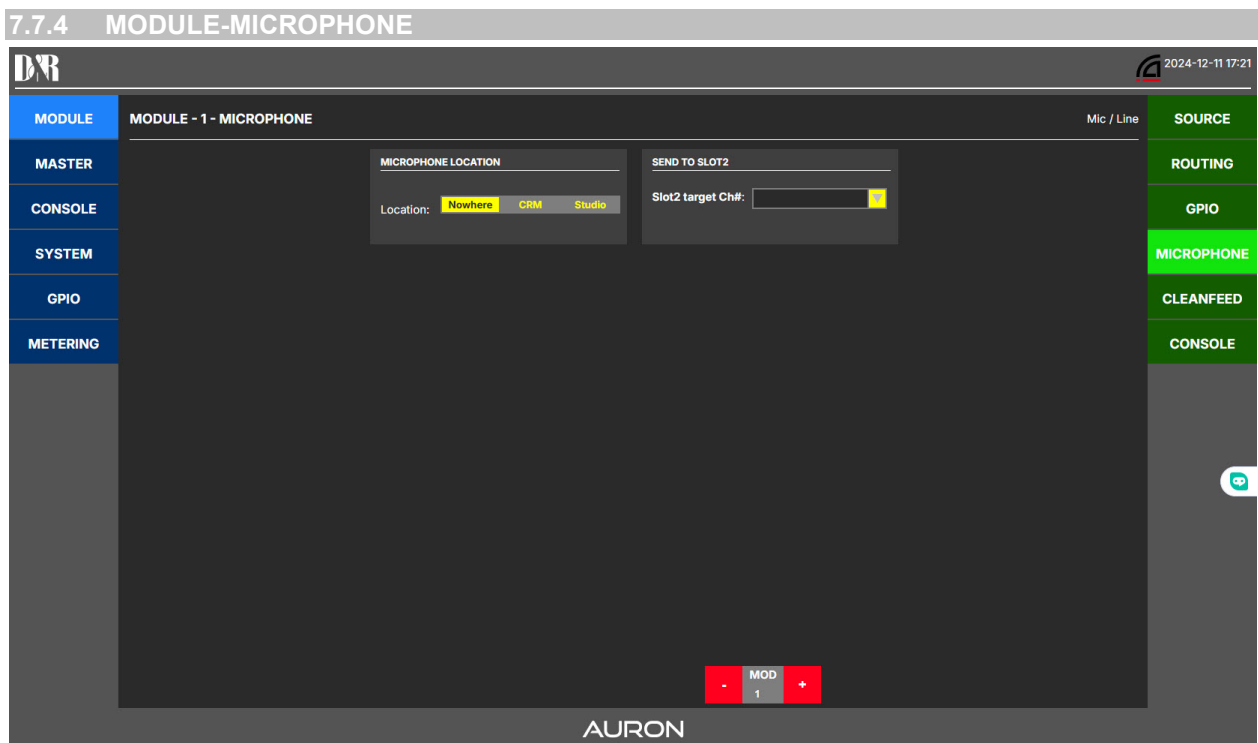 7.7.4 MODULE-MICROPHONE
D&R
2024-12-11 17:21
MODULE
MASTER
CONSOLE
SYSTEM
GPIO
METERING
MODULE - 1 - MICROPHONE
Mic / Line
MICROPHONE LOCATION
Location: Nowhere CRM Studio
SEND TO SLOT2
Slot2 target Ch#:
SOURCE
ROUTING
GPIO
MICROPHONE
CLEANFEED
CONSOLE
- MOD +
1
AURON